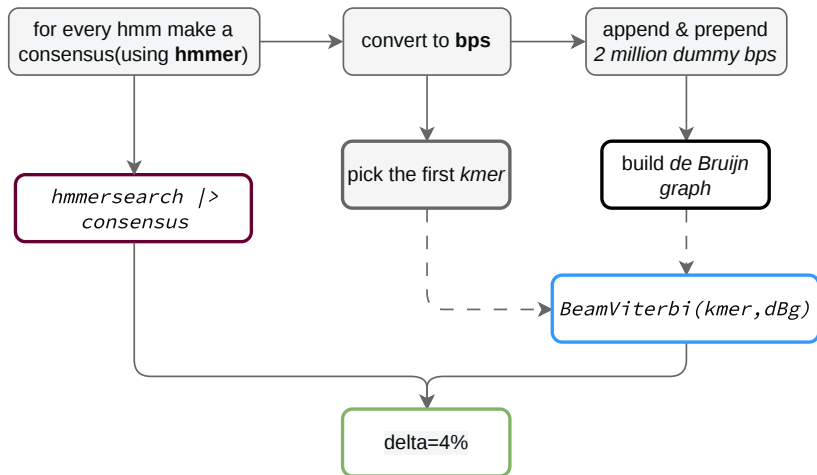 for every hmm make a
consensus(using hmmer)
convert to bps
append & prepend
2 million dummy bps
hmmersearch |>
consensus
pick the first kmer
build de Bruijn
graph
BeamViterbi(kmer,dBg)
delta=4%